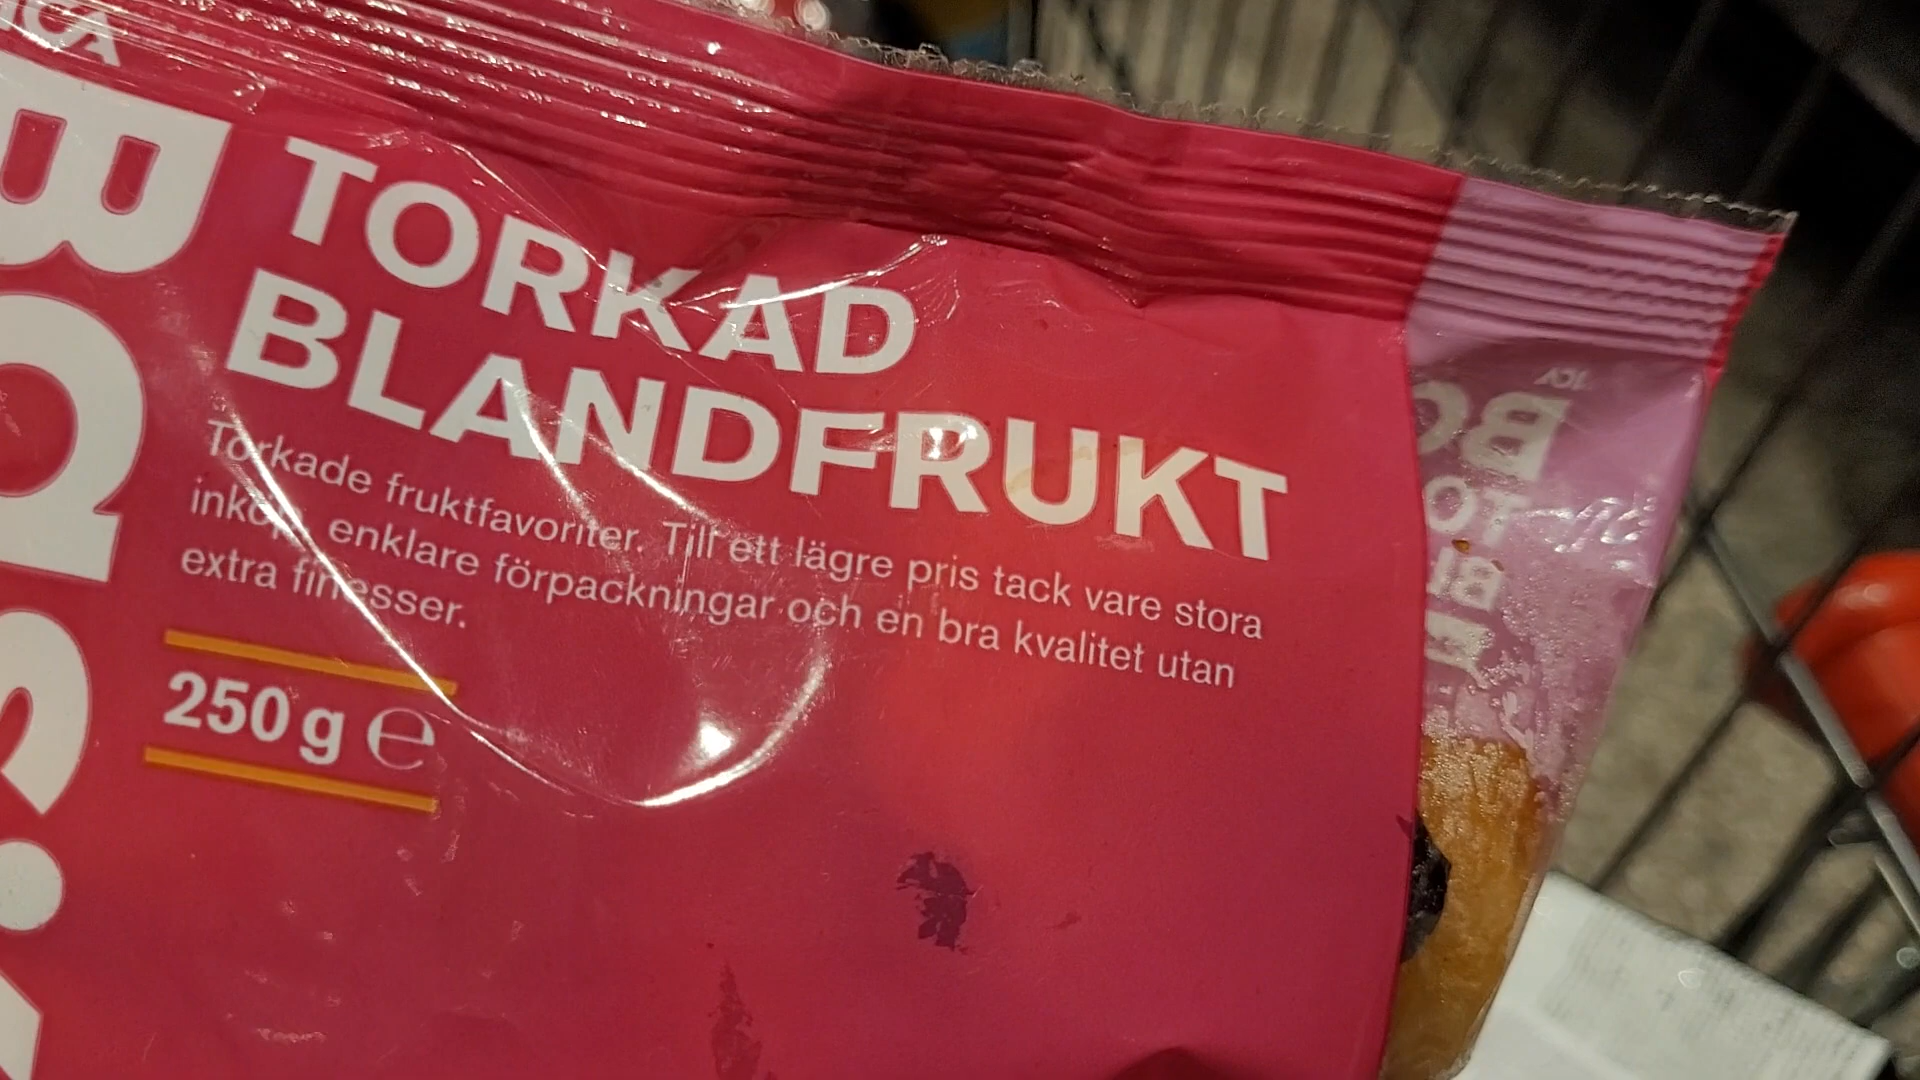 ICA
TORKAD
BLANDFRUKT
Torkade fruktfavoriter. Till ett lägre pris tack vare stora
inköp, enklare förpackningar och en bra kvalitet utan
extra finesser.
250 g ℮